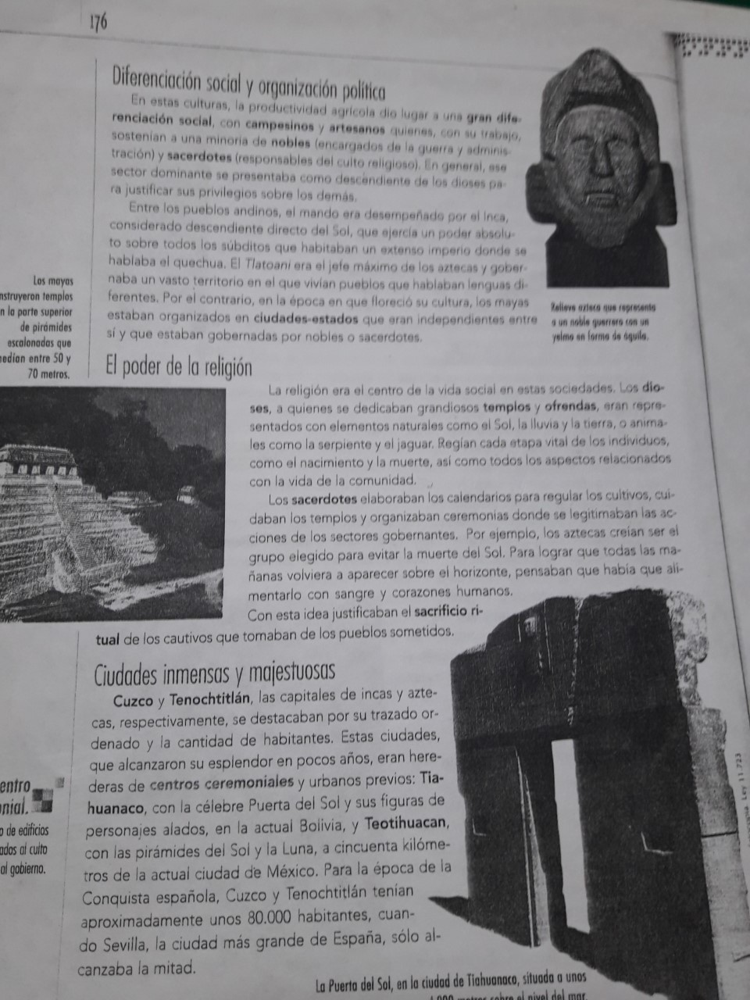 176
Diferenciación social y organización política
En estas culturas, la productividad agrícola dio lugar a una gran dife-
renciación social, con campesinos y artesanos quienes, con su trabajo,
sostenían a una minoría de nobles (encargados de la guerra y adminis-
tración) y sacerdotes (responsables del culto religioso). En general, ese
sector dominante se presentaba como descendiente de los dioses pa-
ra justificar sus privilegios sobre los demás.
Entre los pueblos andinos, el mando era desempeñado por el Inca,
considerado descendiente directo del Sol, que ejercía un poder absolu-
to sobre todos los súbditos que habitaban un extenso imperio donde se
hablaba el quechua. El Tlatoani era el jefe máximo de los aztecas y gober-
naba un vasto territorio en el que vivían pueblos que hablaban lenguas di-
ferentes. Por el contrario, en la época en que floreció su cultura, los mayas
estaban organizados en ciudades-estados que eran independientes entre
sí y que estaban gobernadas por nobles o sacerdotes.
Relieve azteca que representa
a un noble guerrero con un
yelmo en forma de águila.
Los mayas
nstruyeron templos
n la parte superior
de pirámides
escalonadas que
nedían entre 50 y
70 metros.
El poder de la religión
La religión era el centro de la vida social en estas sociedades. Los dio-
ses, a quienes se dedicaban grandiosos templos y ofrendas, eran repre-
sentados con elementos naturales como el Sol, la lluvia y la tierra, o anima-
les como la serpiente y el jaguar. Regían cada etapa vital de los individuos,
como el nacimiento y la muerte, así como todos los aspectos relacionados
con la vida de la comunidad.
Los sacerdotes elaboraban los calendarios para regular los cultivos, cui-
daban los templos y organizaban ceremonias donde se legitimaban las ac-
ciones de los sectores gobernantes. Por ejemplo, los aztecas creían ser el
grupo elegido para evitar la muerte del Sol. Para lograr que todas las ma-
ñanas volviera a aparecer sobre el horizonte, pensaban que había que ali-
mentarlo con sangre y corazones humanos.
Con esta idea justificaban el sacrificio ri-
tual de los cautivos que tomaban de los pueblos sometidos.
Ciudades inmensas y majestuosas
Cuzco y Tenochtitlán, las capitales de incas y azte-
cas, respectivamente, se destacaban por su trazado or-
denado y la cantidad de habitantes. Estas ciudades,
que alcanzaron su esplendor en pocos años, eran here-
deras de centros ceremoniales y urbanos previos: Tia-
huanaco, con la célebre Puerta del Sol y sus figuras de
personajes alados, en la actual Bolivia, y Teotihuacan,
con las pirámides del Sol y la Luna, a cincuenta kilóme-
tros de la actual ciudad de México. Para la época de la
Conquista española, Cuzco y Tenochtitlán tenían
aproximadamente unos 80.000 habitantes, cuan-
do Sevilla, la ciudad más grande de España, sólo al-
canzaba la mitad.
entro
nial.
o de edificios
ados al culto
al gobierno.
Ley 11.723
La Puerta del Sol, en la ciudad de Tiahuanaco, situada a unos
metros sobre el nivel del mar.